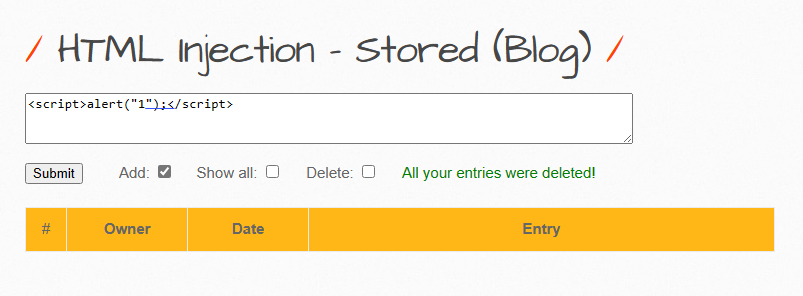 / HTML Injection - Stored (Blog) /
<script>alert("1");</script>
Submit Add: Show all: Delete: All your entries were deleted!
# Owner Date Entry